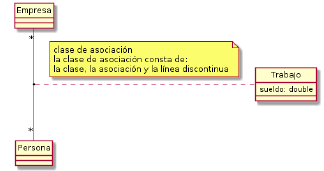 Empresa
*
clase de asociación
la clase de asociación consta de:
la clase, la asociación y la línea discontinua
Trabajo
sueldo: double
*
Persona